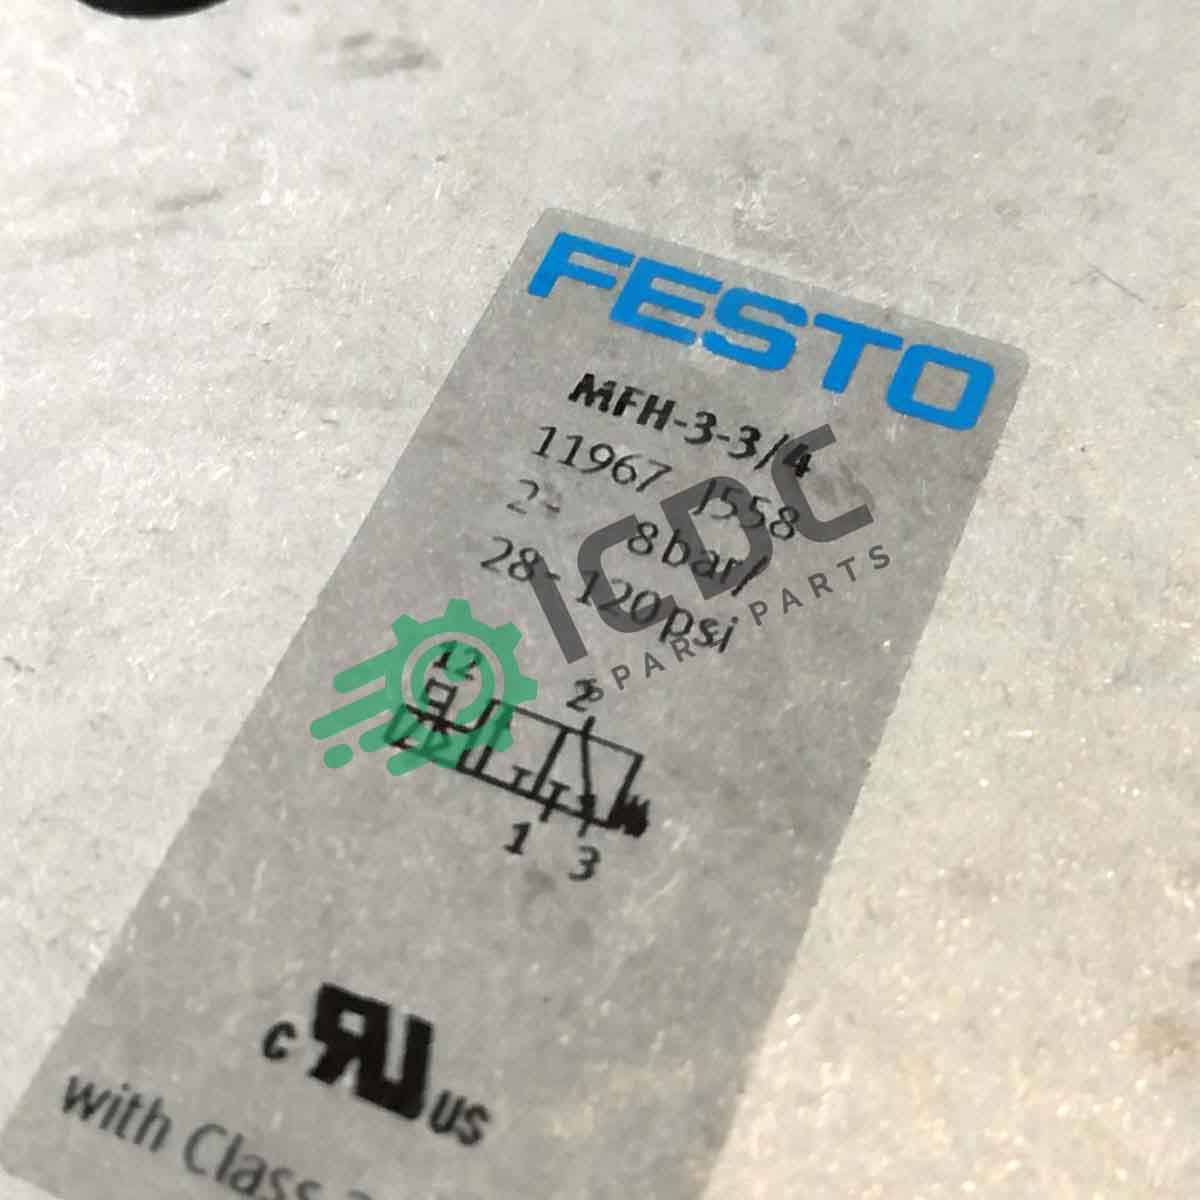 FESTO
MFH-3-3/4
11967 J558
2- 8bar/
28- 120psi
ICDC
SPARE PARTS
12
2
1 3
c RU us
with Class